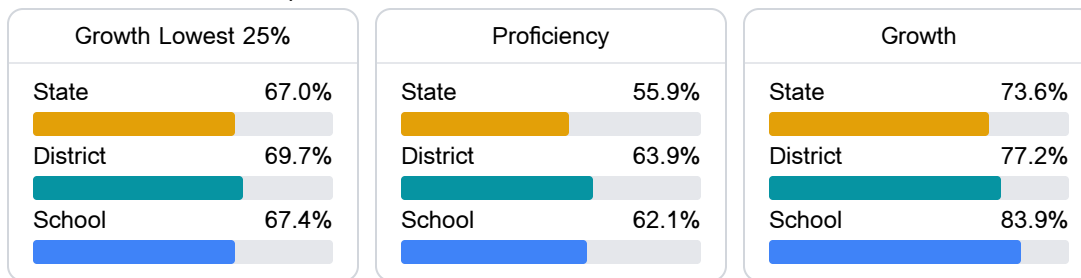 Growth Lowest 25%
State 67.0%
District 69.7%
School 67.4%
Proficiency
State 55.9%
District 63.9%
School 62.1%
Growth
State 73.6%
District 77.2%
School 83.9%